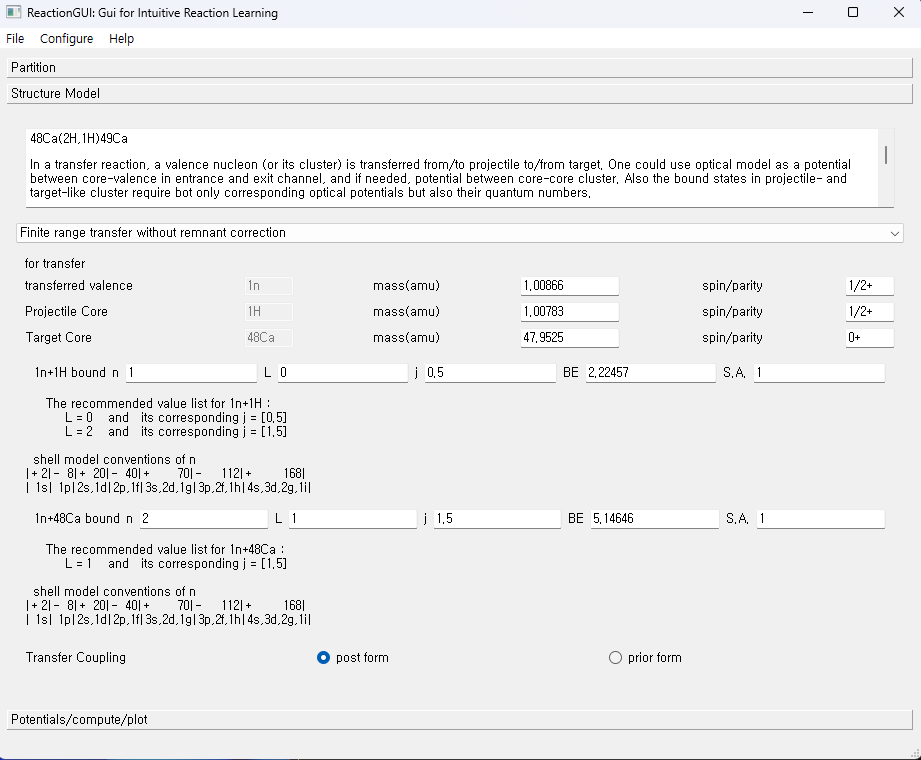 ReactionGUI: Gui for Intuitive Reaction Learning
File Configure Help
Partition
Structure Model
48Ca(2H,1H)49Ca
In a transfer reaction, a valence nucleon (or its cluster) is transferred from/to projectile to/from target. One could use optical model as a potential
between core-valence in entrance and exit channel, and if needed, potential between core-core cluster. Also the bound states in projectile- and
target-like cluster require bot only corresponding optical potentials but also their quantum numbers.
Finite range transfer without remnant correction
for transfer
transferred valence 1n mass(amu) 1,00866 spin/parity 1/2+
Projectile Core 1H mass(amu) 1,00783 spin/parity 1/2+
Target Core 48Ca mass(amu) 47,9525 spin/parity 0+
1n+1H bound n 1 L 0 j 0,5 BE 2,22457 S.A. 1
The recommended value list for 1n+1H :
L = 0 and its corresponding j = [0,5]
L = 2 and its corresponding j = [1,5]
shell model conventions of n
|+ 2|- 8|+ 20|- 40|+ 70|- 112|+ 168|
| 1s| 1p|2s,1d|2p,1f|3s,2d,1g|3p,2f,1h|4s,3d,2g,1i|
1n+48Ca bound n 2 L 1 j 1,5 BE 5,14646 S.A. 1
The recommended value list for 1n+48Ca :
L = 1 and its corresponding j = [1,5]
shell model conventions of n
|+ 2|- 8|+ 20|- 40|+ 70|- 112|+ 168|
| 1s| 1p|2s,1d|2p,1f|3s,2d,1g|3p,2f,1h|4s,3d,2g,1i|
Transfer Coupling post form prior form
Potentials/compute/plot